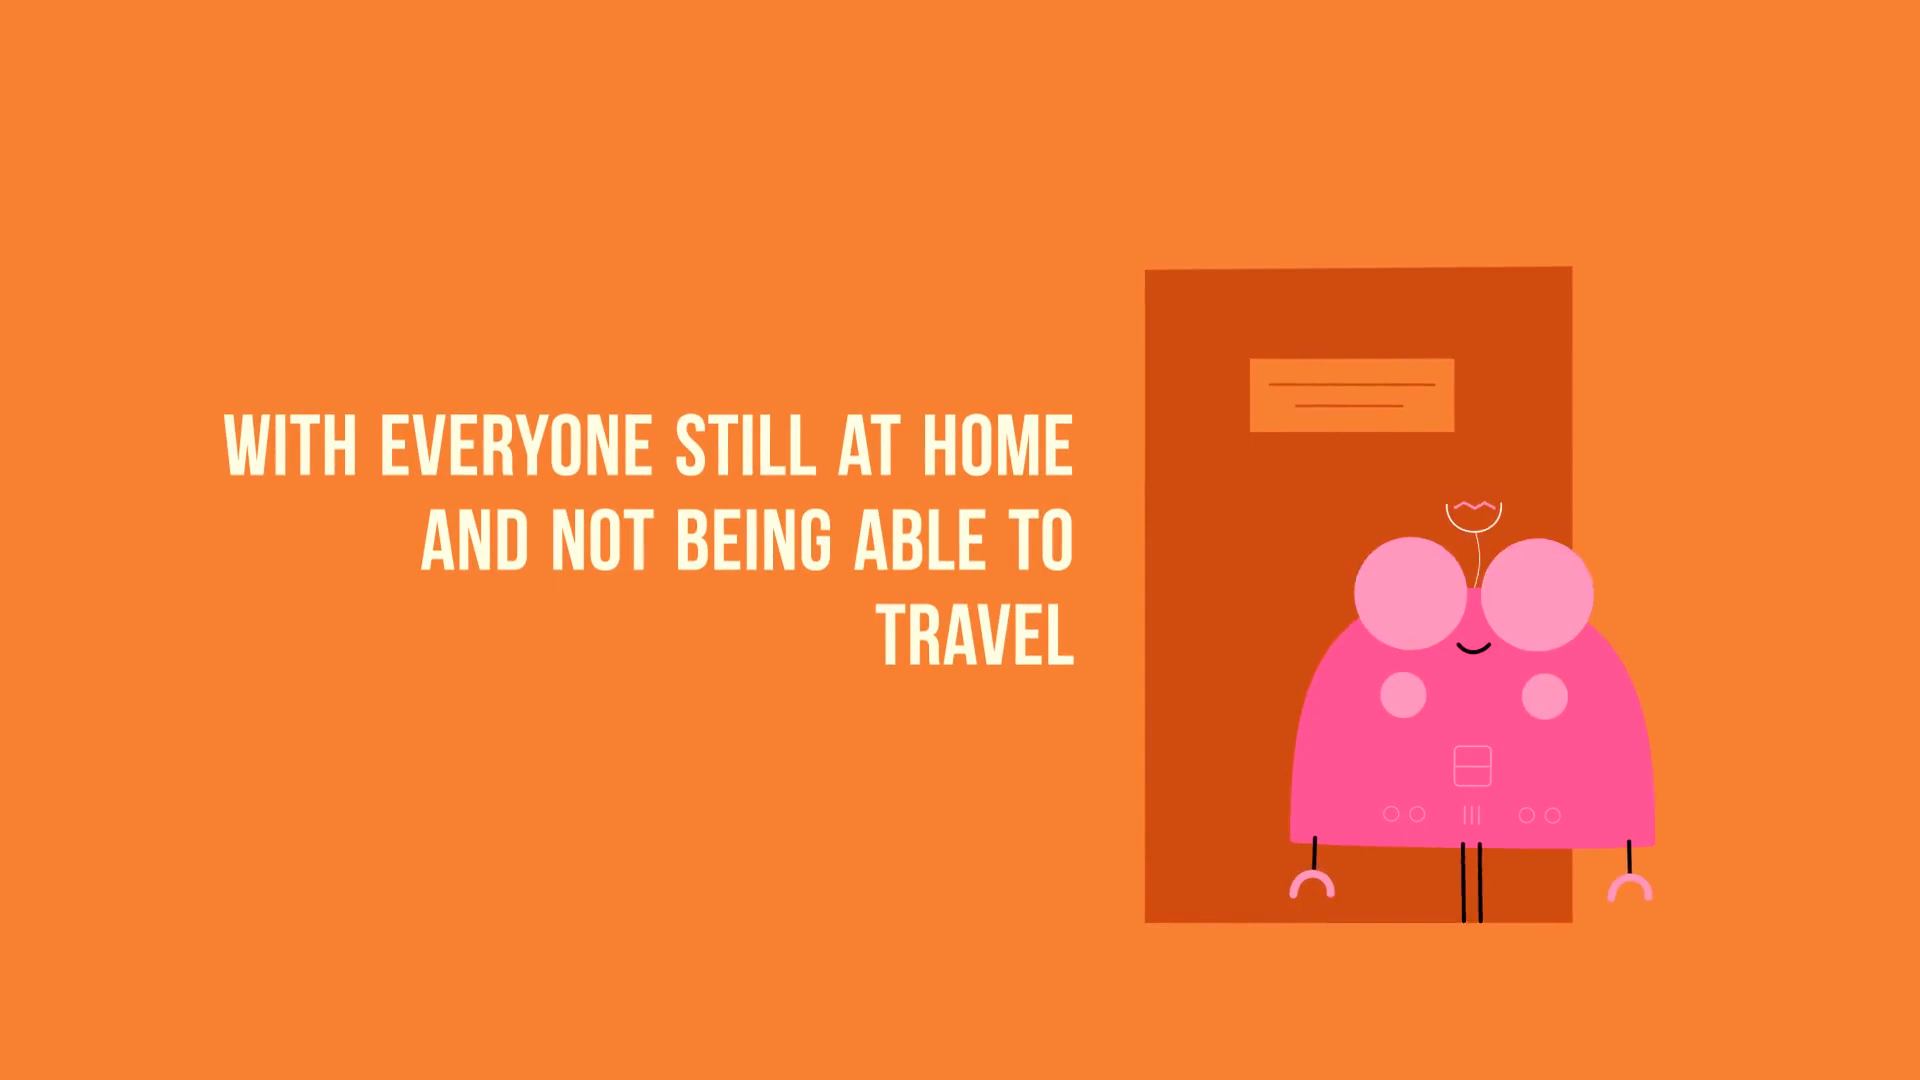 WITH EVERYONE STILL AT HOME
AND NOT BEING ABLE TO
TRAVEL